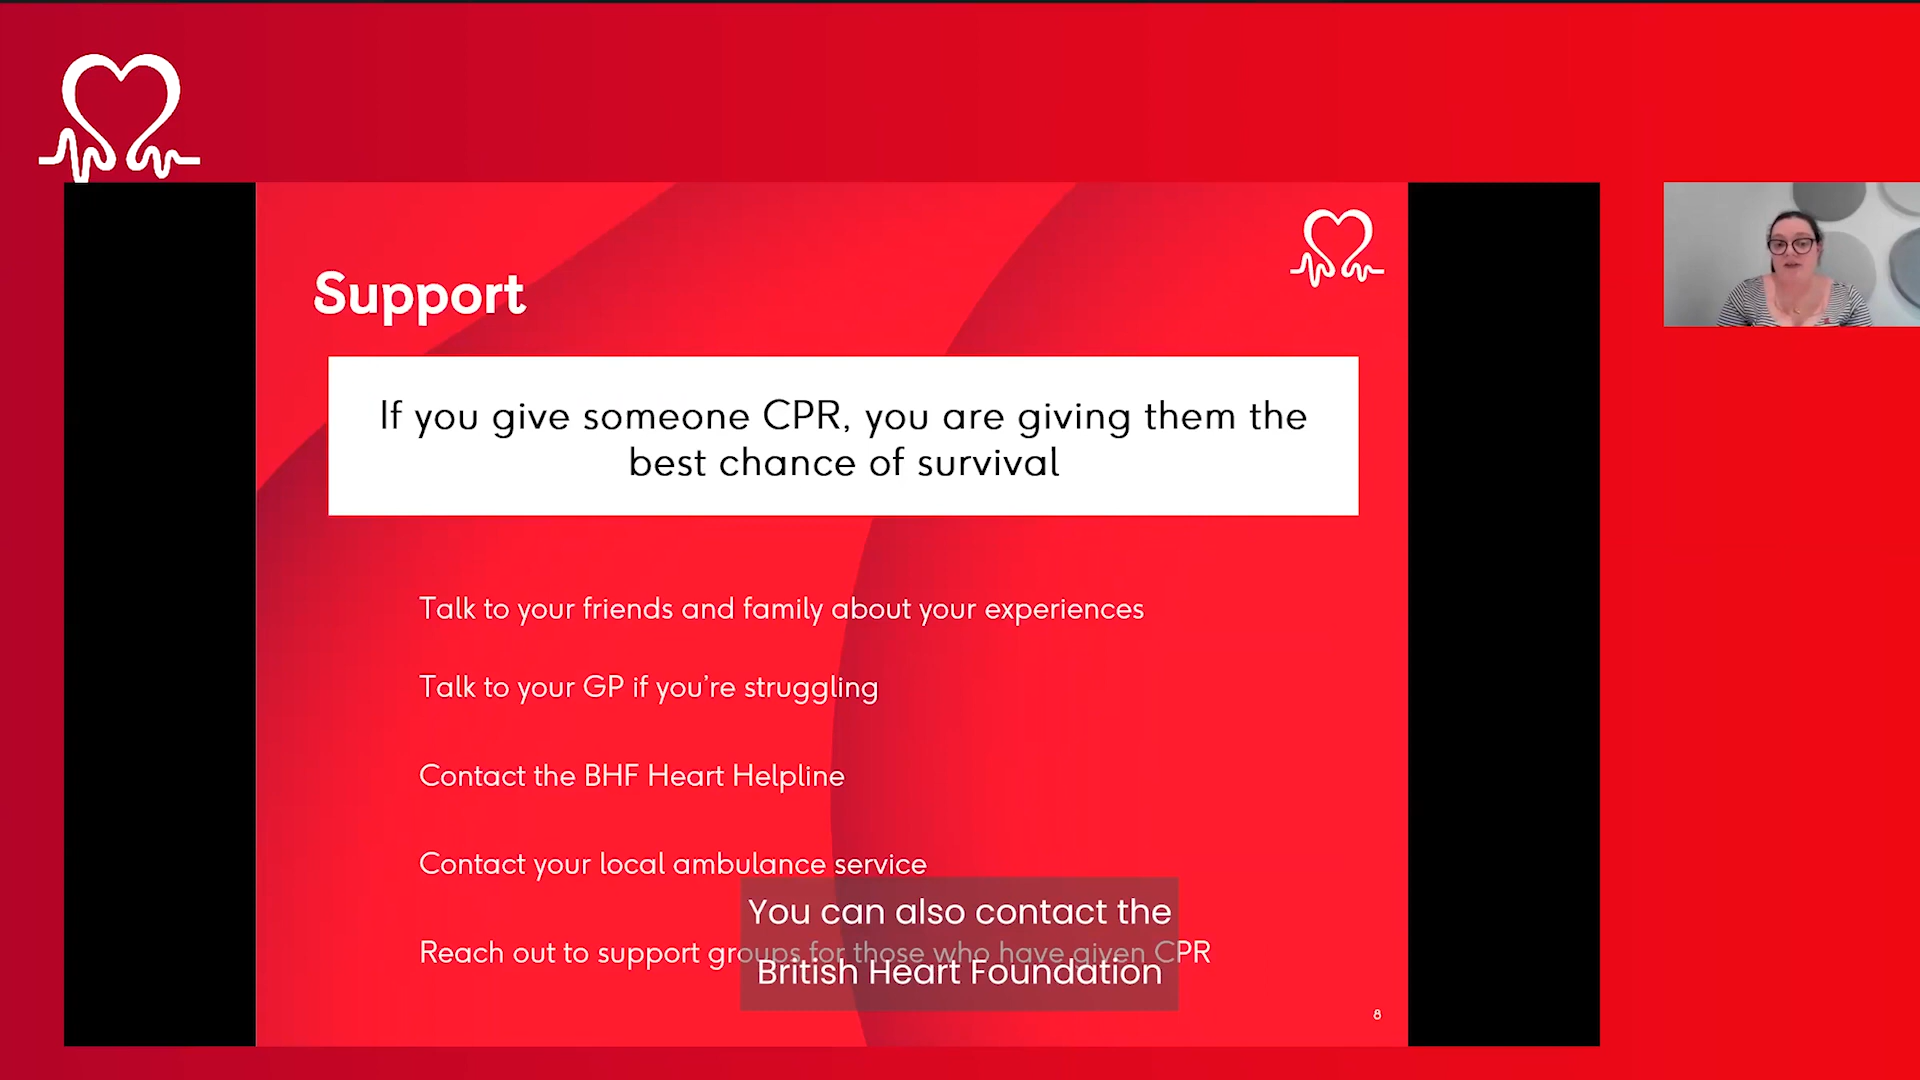 Support
If you give someone CPR, you are giving them the
best chance of survival
Talk to your friends and family about your experiences
Talk to your GP if you're struggling
Contact the BHF Heart Helpline
Contact your local ambulance service
Reach out to support groups for those who have given CPR
You can also contact the
British Heart Foundation
8